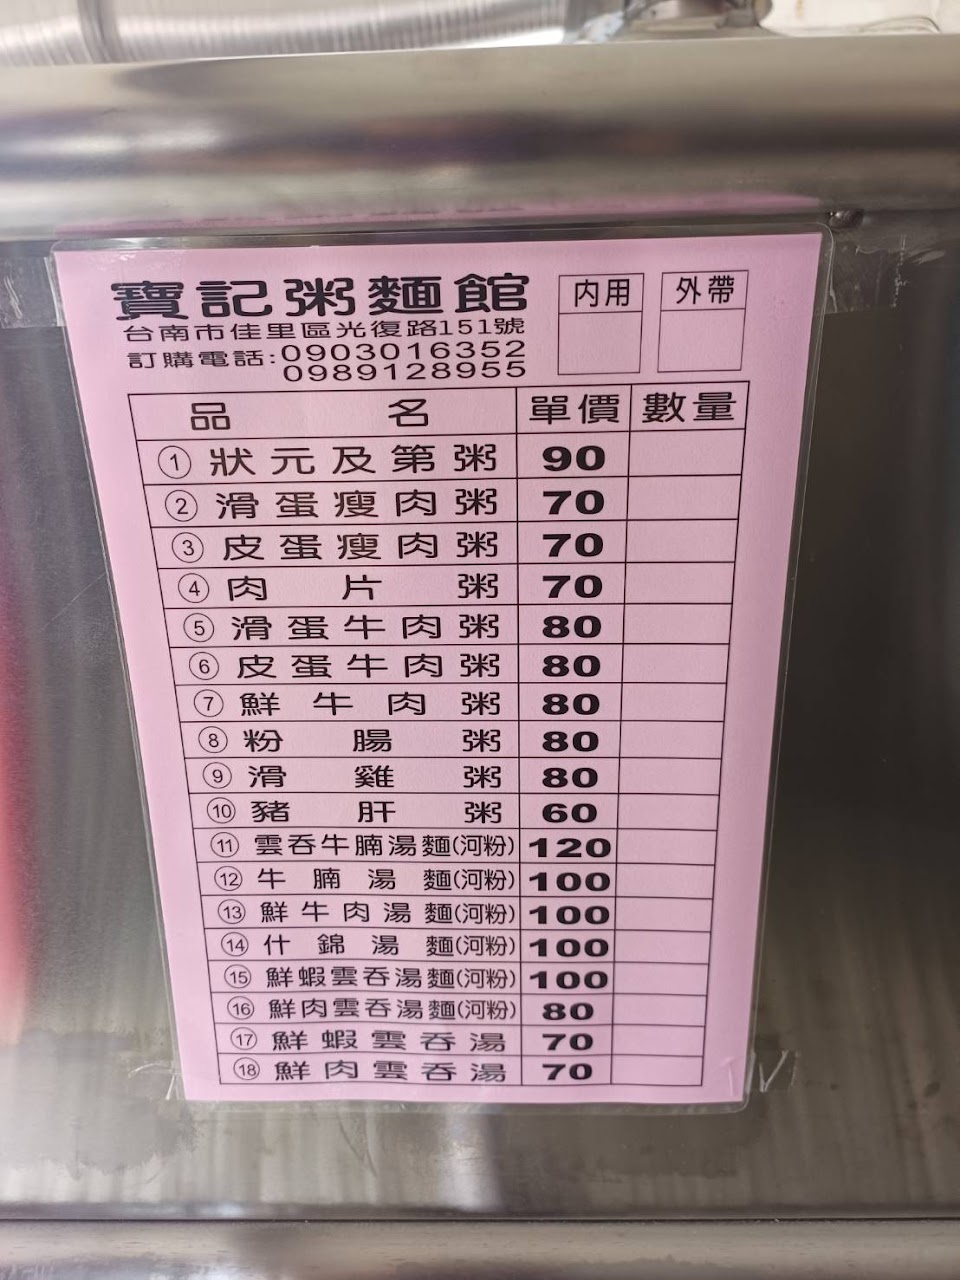 寶記粥麵館
台南市佳里區光復路151號
訂購電話:0903016352
0989128955
內用 外帶
品名 單價 數量
① 狀元及第粥 90
② 滑蛋瘦肉粥 70
③ 皮蛋瘦肉粥 70
④ 肉片粥 70
⑤ 滑蛋牛肉粥 80
⑥ 皮蛋牛肉粥 80
⑦ 鮮牛肉粥 80
⑧ 粉腸粥 80
⑨ 滑雞粥 80
⑩ 豬肝粥 60
⑪ 雲吞牛腩湯麵(河粉) 120
⑫ 牛腩湯麵(河粉) 100
⑬ 鮮牛肉湯麵(河粉) 100
⑭ 什錦湯麵(河粉) 100
⑮ 鮮蝦雲吞湯麵(河粉) 100
⑯ 鮮肉雲吞湯麵(河粉) 80
⑰ 鮮蝦雲吞湯 70
⑱ 鮮肉雲吞湯 70